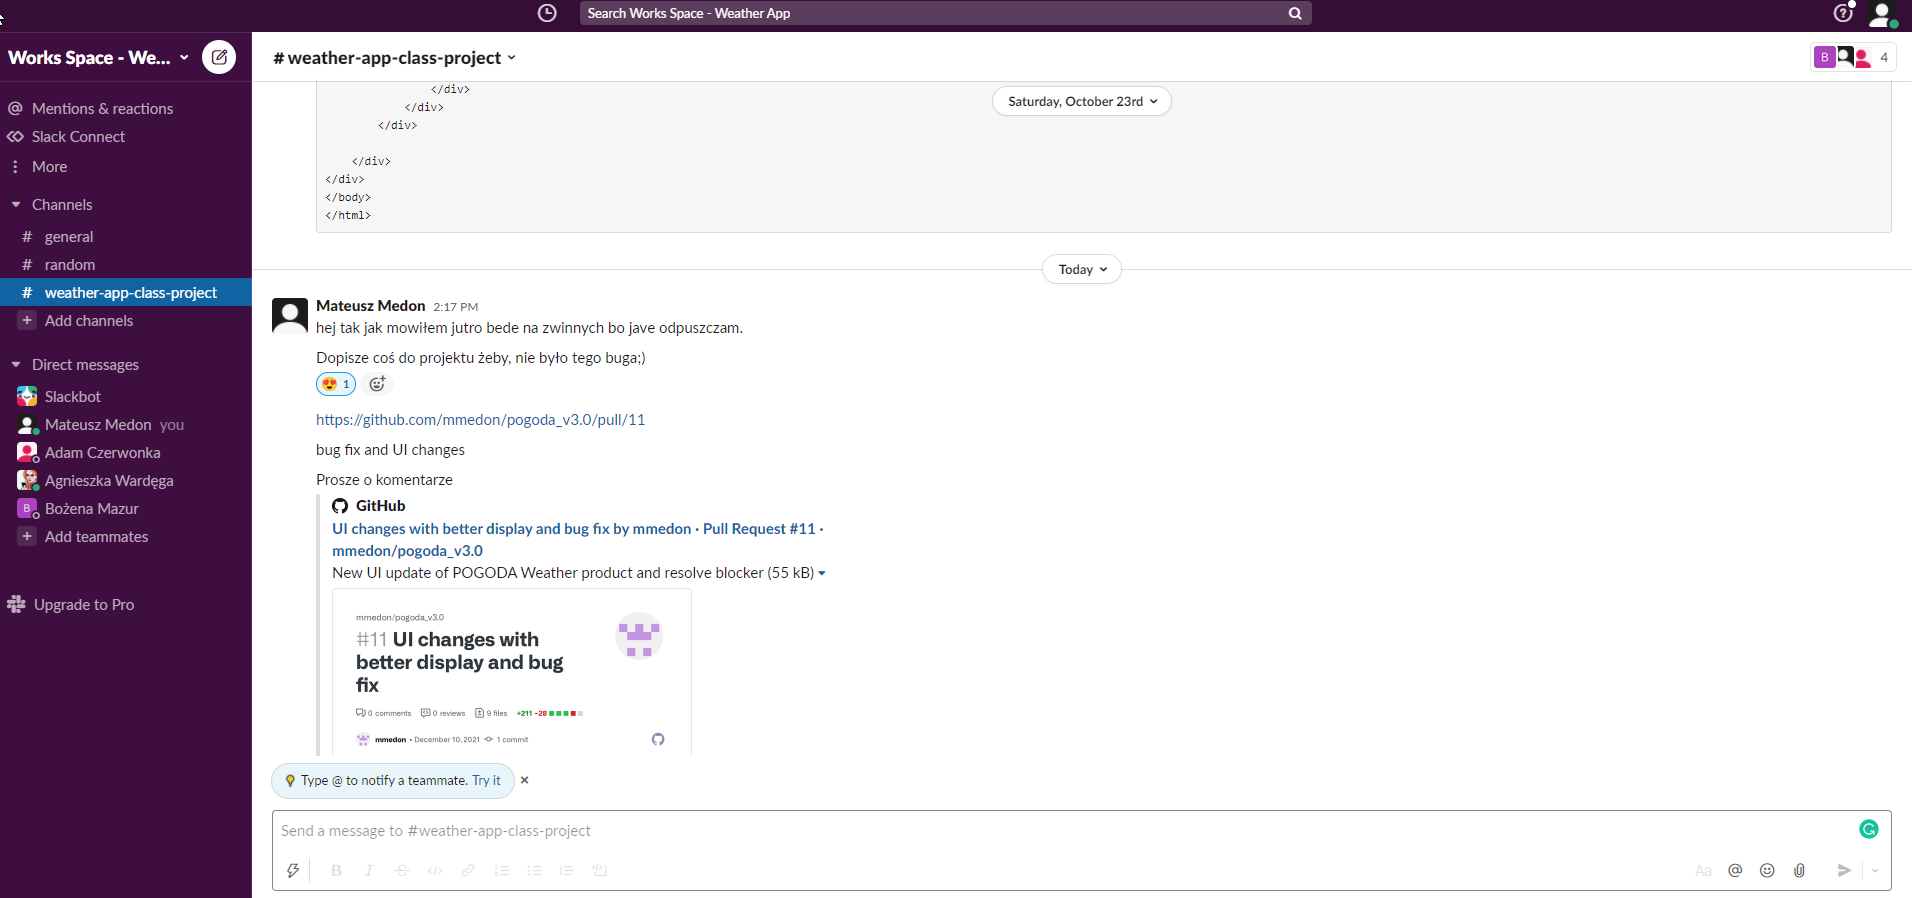 Search Works Space - Weather App
Works Space - We...
# weather-app-class-project
B
4
Mentions & reactions
Slack Connect
More
Channels
# general
# random
# weather-app-class-project
+ Add channels
Direct messages
Slackbot
Mateusz Medon you
Adam Czerwonka
Agnieszka Wardęga
B Bożena Mazur
+ Add teammates
Upgrade to Pro
</div>
Saturday, October 23rd
</div>
</div>
</div>
</div>
</body>
</html>
Today
Mateusz Medon 2:17 PM
hej tak jak mowiłem jutro bede na zwinnych bo jave odpuszczam.
Dopisze coś do projektu żeby, nie było tego buga;)
😍 1
https://github.com/mmedon/pogoda_v3.0/pull/11
bug fix and UI changes
Prosze o komentarze
GitHub
UI changes with better display and bug fix by mmedon · Pull Request #11 ·
mmedon/pogoda_v3.0
New UI update of POGODA Weather product and resolve blocker (55 kB)
mmedon/pogoda_v3.0
#11 UI changes with
better display and bug
fix
0 comments 0 reviews 9 files +211 -28
mmedon • December 10, 2021 1 commit
Type @ to notify a teammate. Try it ×
Send a message to #weather-app-class-project
B I S </> Aa @